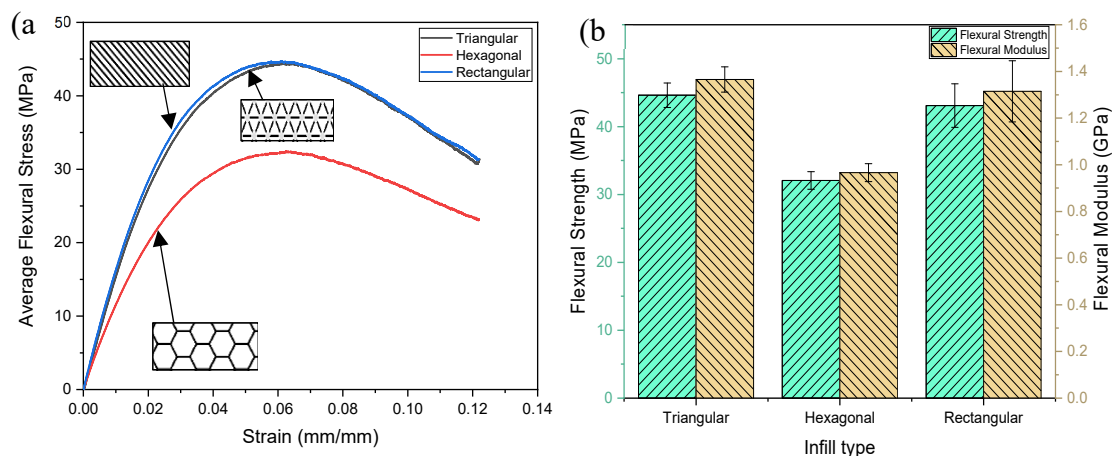 (a
50
40
30
20
10
0
0.00 0.02 0.04 0.06 0.08 0.10 0.12 0.14
Average Flexural Stress (MPa)
Strain (mm/mm)
Triangular
Hexagonal
Rectangular
(b
50
40
30
20
10
0
Flexural Strength (MPa)
Flexural Strength
Flexural Modulus
1.6
1.4
1.2
1.0
0.8
0.6
0.4
0.2
0.0
Flexural Modulus (GPa)
Triangular Hexagonal Rectangular
Infill type